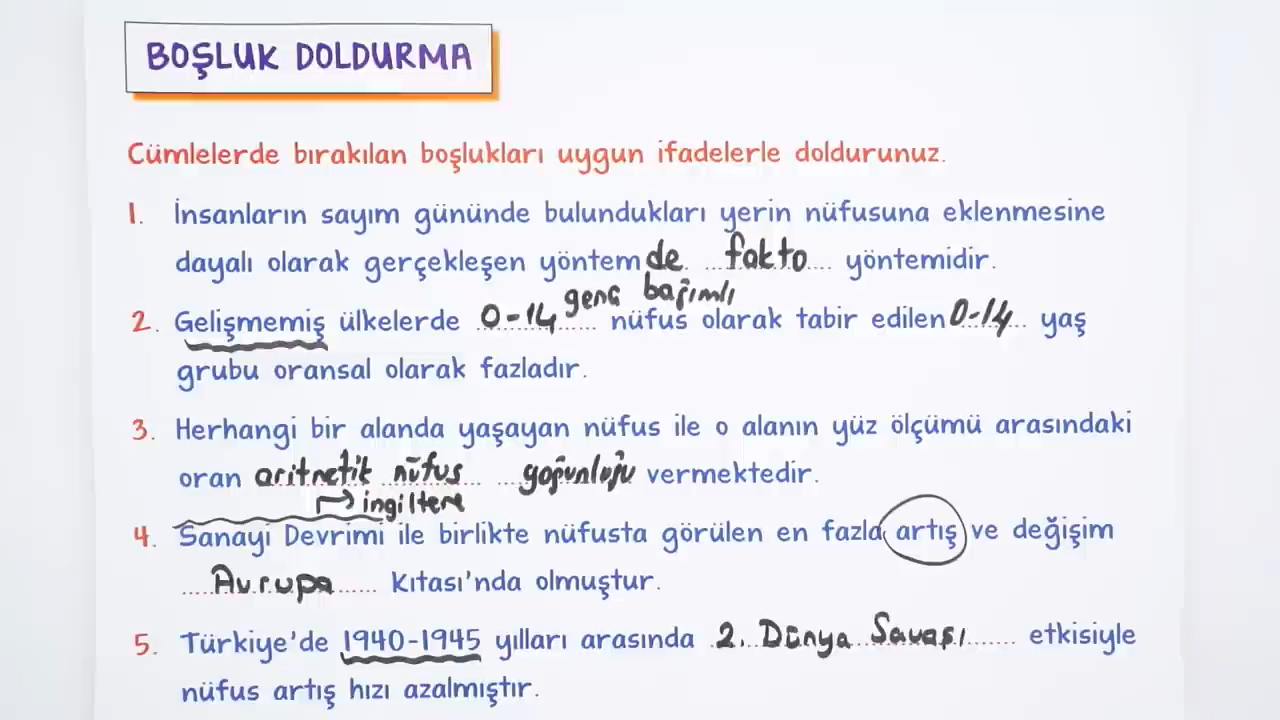 BOŞLUK DOLDURMA
Cümlelerde bırakılan boşlukları uygun ifadelerle doldurunuz.
1. İnsanların sayım gününde bulundukları yerin nüfusuna eklenmesine
dayalı olarak gerçekleşen yöntem de fakto yöntemidir.
genç bağımlı
2. Gelişmemiş ülkelerde 0-14 nüfus olarak tabir edilen 0-14 yaş
grubu oransal olarak fazladır.
3. Herhangi bir alanda yaşayan nüfus ile o alanın yüz ölçümü arasındaki
oran aritmetik nüfus yoğunluğu vermektedir.
→ ingiltere
4. Sanayi Devrimi ile birlikte nüfusta görülen en fazla artış ve değişim
Avrupa Kıtası'nda olmuştur.
5. Türkiye'de 1940-1945 yılları arasında 2. Dünya Savaşı etkisiyle
nüfus artış hızı azalmıştır.